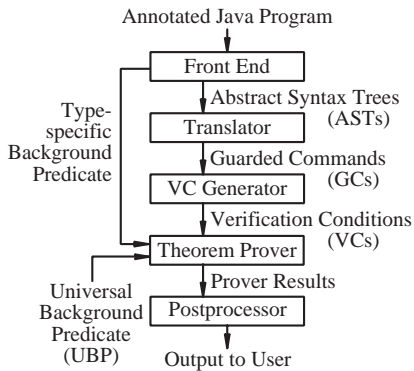 Annotated Java Program
Front End
Abstract Syntax Trees
(ASTs)
Type-
specific
Background
Predicate
Translator
Guarded Commands
(GCs)
VC Generator
Verification Conditions
(VCs)
Theorem Prover
Prover Results
Universal
Background
Predicate
(UBP)
Postprocessor
Output to User